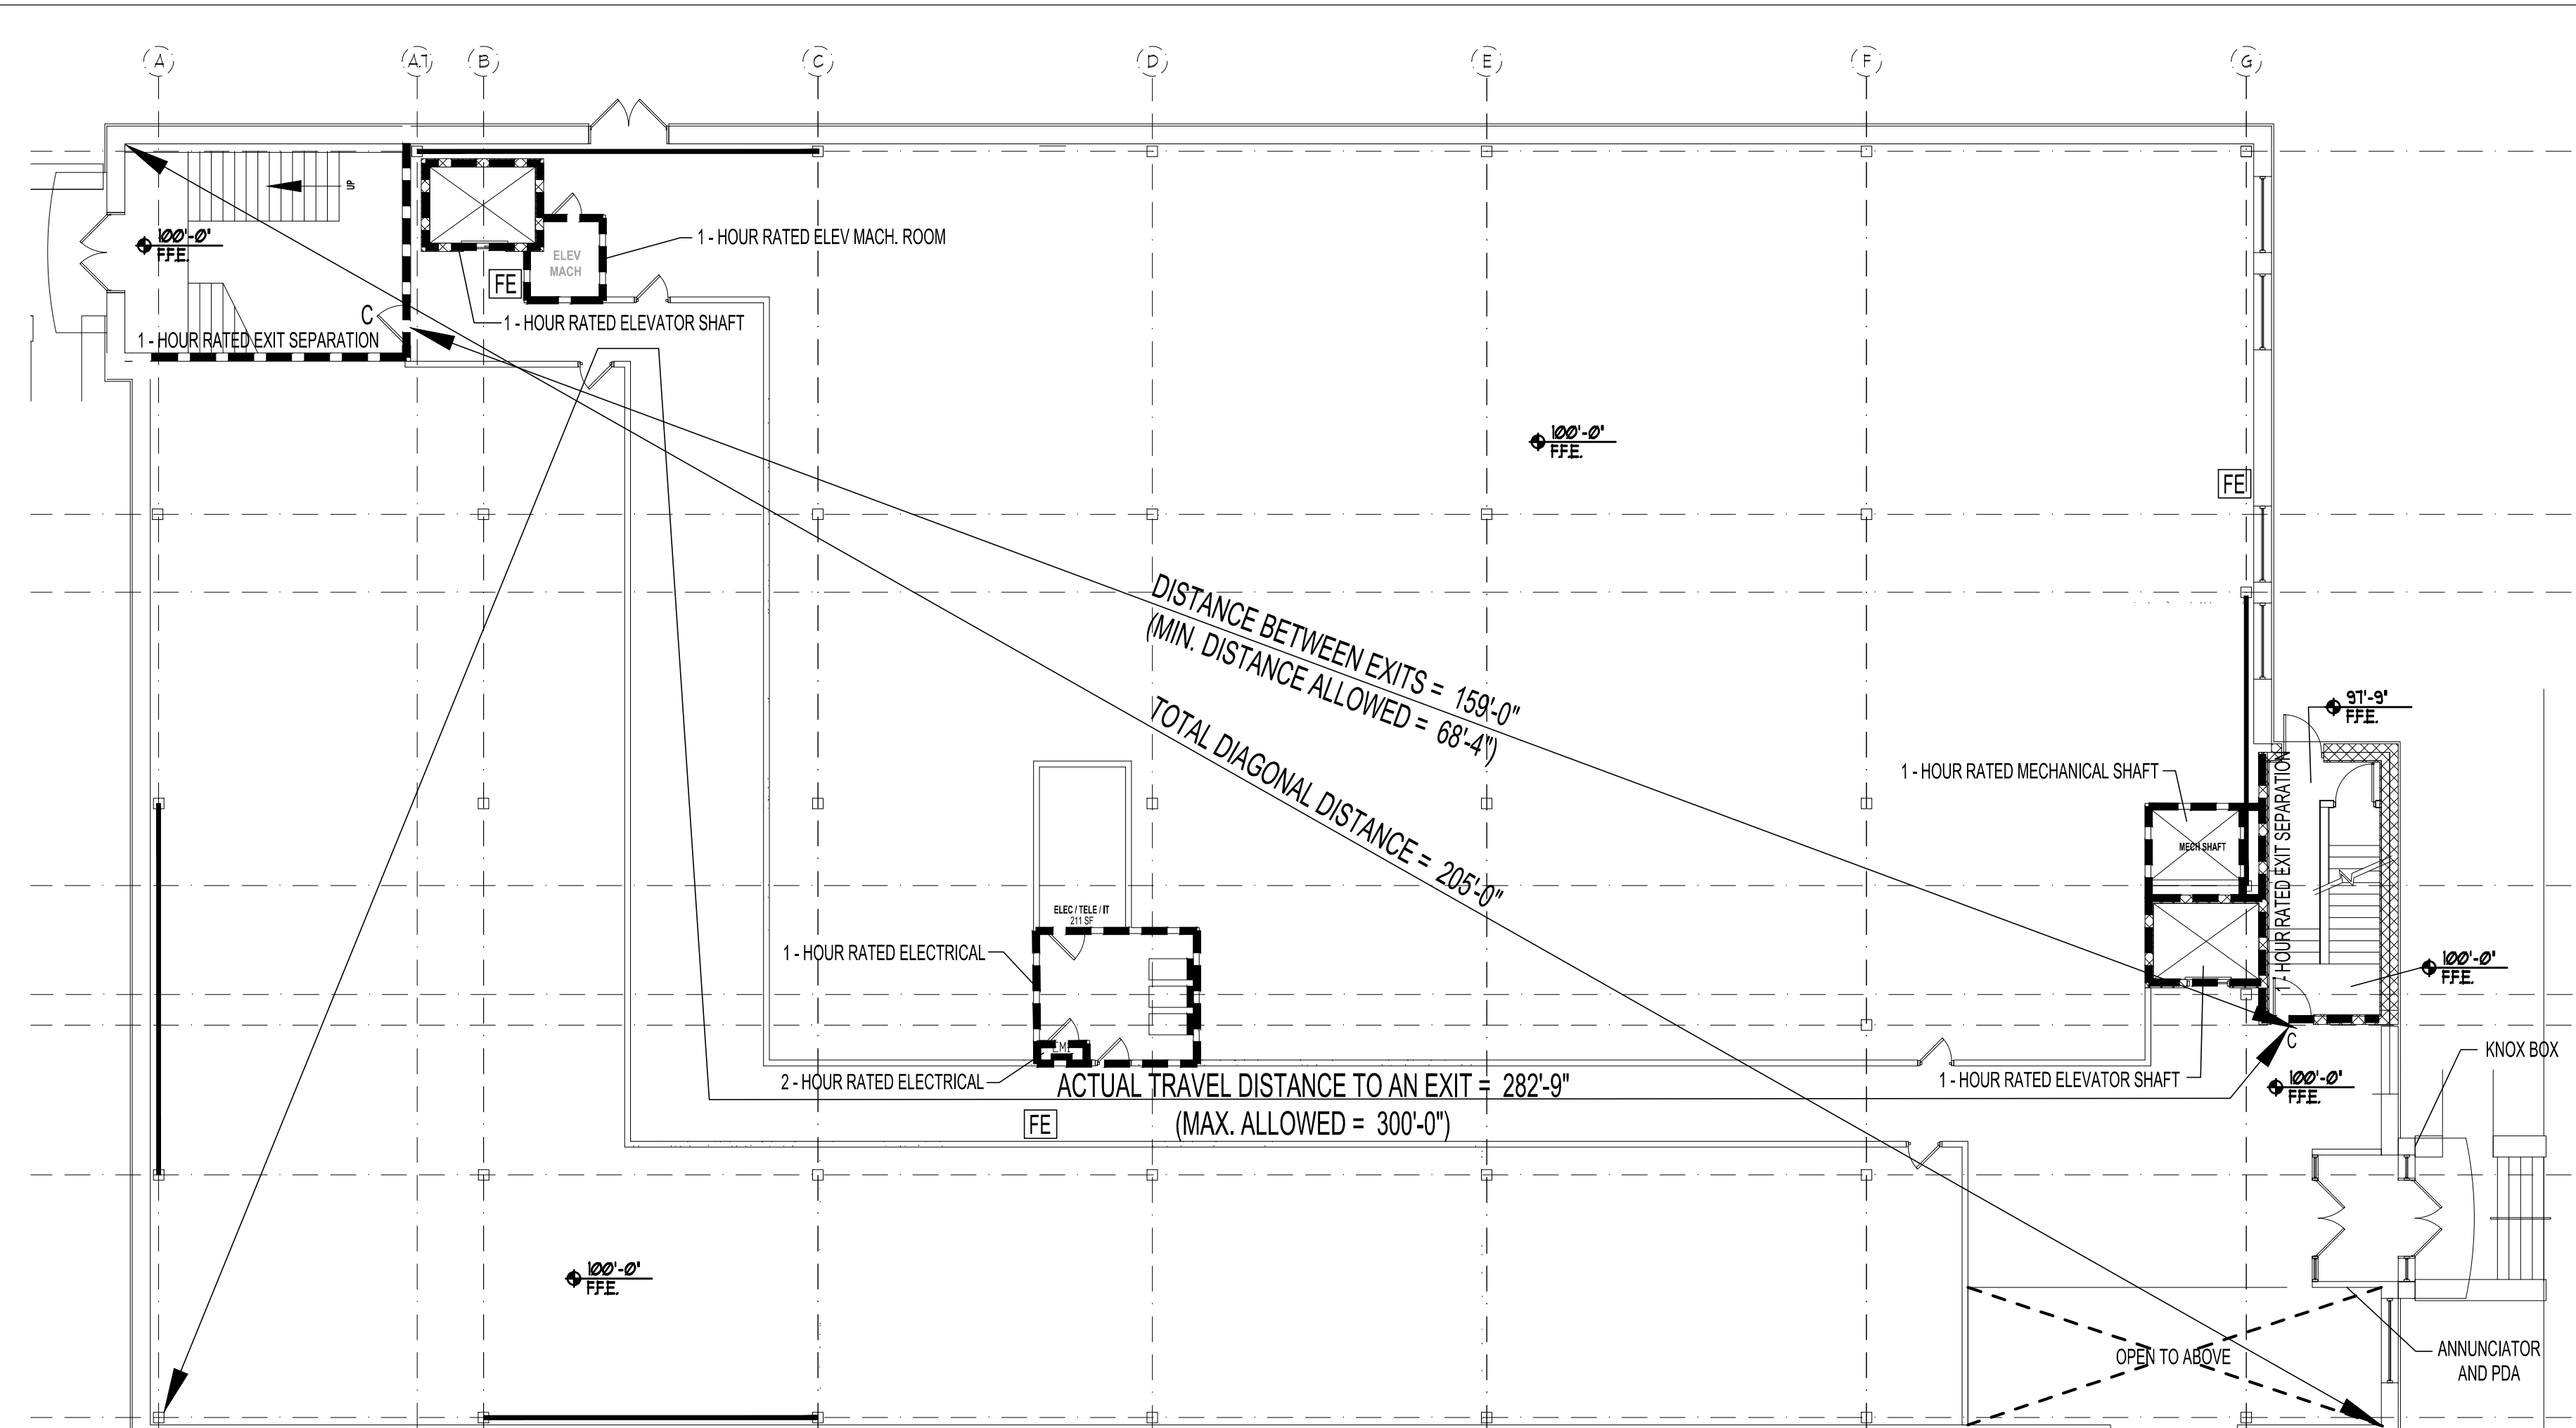 A
A.7
B
C
D
E
F
G
UP
100'-0"
F.F.E.
1 - HOUR RATED ELEV MACH. ROOM
ELEV
MACH
FE
C
1 - HOUR RATED ELEVATOR SHAFT
1 - HOUR RATED EXIT SEPARATION
100'-0"
F.F.E.
FE
DISTANCE BETWEEN EXITS = 159'-0"
(MIN. DISTANCE ALLOWED = 68'-4")
TOTAL DIAGONAL DISTANCE = 205'-0"
97'-9"
F.F.E.
1 - HOUR RATED MECHANICAL SHAFT
MECH SHAFT
1 - HOUR RATED EXIT SEPARATION
ELEC / TELE / IT
211 SF
1 - HOUR RATED ELECTRICAL
100'-0"
F.F.E.
C
KNOX BOX
2 - HOUR RATED ELECTRICAL
ACTUAL TRAVEL DISTANCE TO AN EXIT = 282'-9"
(MAX. ALLOWED = 300'-0")
1 - HOUR RATED ELEVATOR SHAFT
100'-0"
F.F.E.
FE
100'-0"
F.F.E.
OPEN TO ABOVE
ANNUNCIATOR
AND PDA